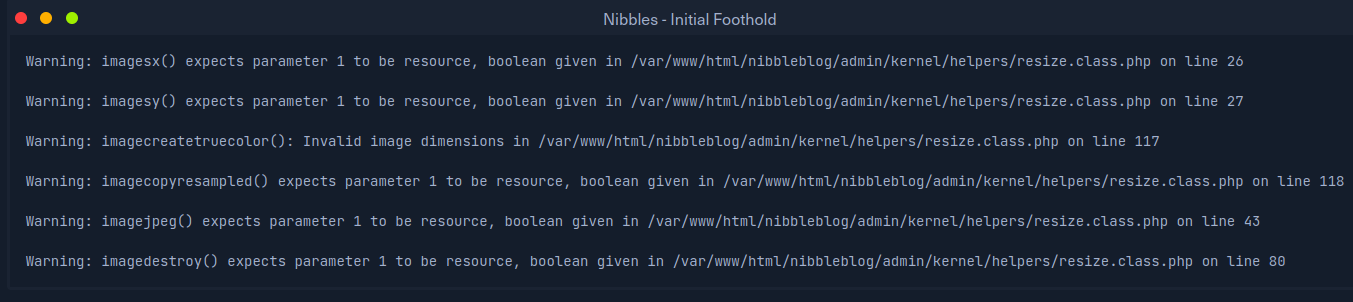 Nibbles - Initial Foothold
Warning: imagesx() expects parameter 1 to be resource, boolean given in /var/www/html/nibbleblog/admin/kernel/helpers/resize.class.php on line 26
Warning: imagesy() expects parameter 1 to be resource, boolean given in /var/www/html/nibbleblog/admin/kernel/helpers/resize.class.php on line 27
Warning: imagecreatetruecolor(): Invalid image dimensions in /var/www/html/nibbleblog/admin/kernel/helpers/resize.class.php on line 117
Warning: imagecopyresampled() expects parameter 1 to be resource, boolean given in /var/www/html/nibbleblog/admin/kernel/helpers/resize.class.php on line 118
Warning: imagejpeg() expects parameter 1 to be resource, boolean given in /var/www/html/nibbleblog/admin/kernel/helpers/resize.class.php on line 43
Warning: imagedestroy() expects parameter 1 to be resource, boolean given in /var/www/html/nibbleblog/admin/kernel/helpers/resize.class.php on line 80